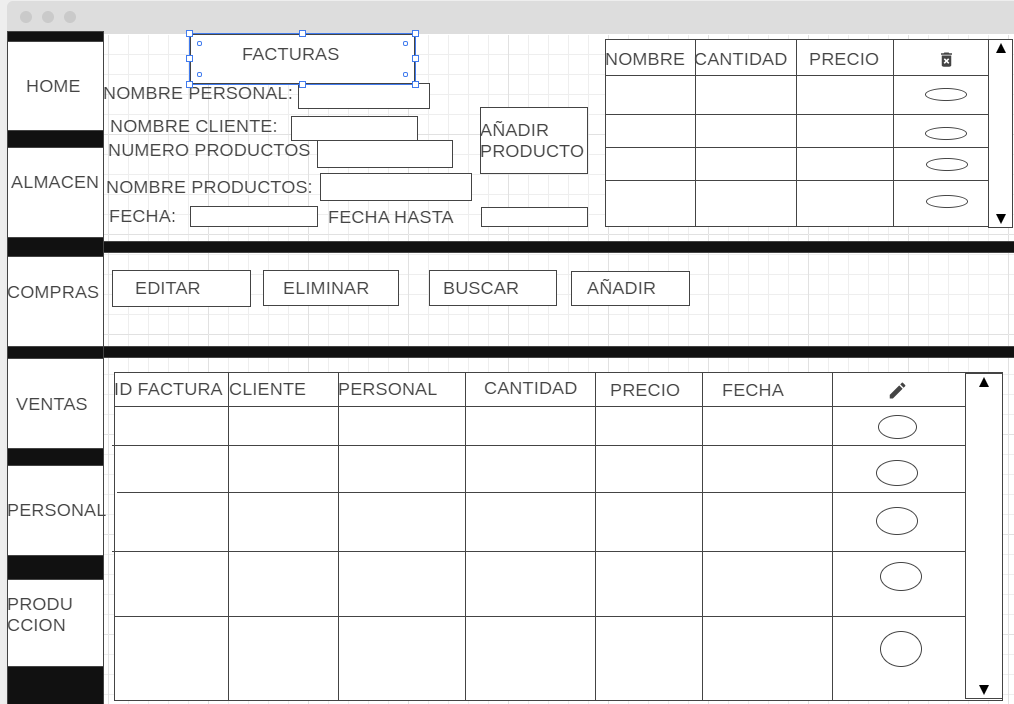 HOME
ALMACEN
COMPRAS
VENTAS
PERSONAL
PRODU
CCION
FACTURAS
NOMBRE PERSONAL:
NOMBRE CLIENTE:
NUMERO PRODUCTOS
NOMBRE PRODUCTOS:
FECHA:
FECHA HASTA
AÑADIR
PRODUCTO
NOMBRE CANTIDAD PRECIO
EDITAR ELIMINAR BUSCAR AÑADIR
ID FACTURA CLIENTE PERSONAL CANTIDAD PRECIO FECHA